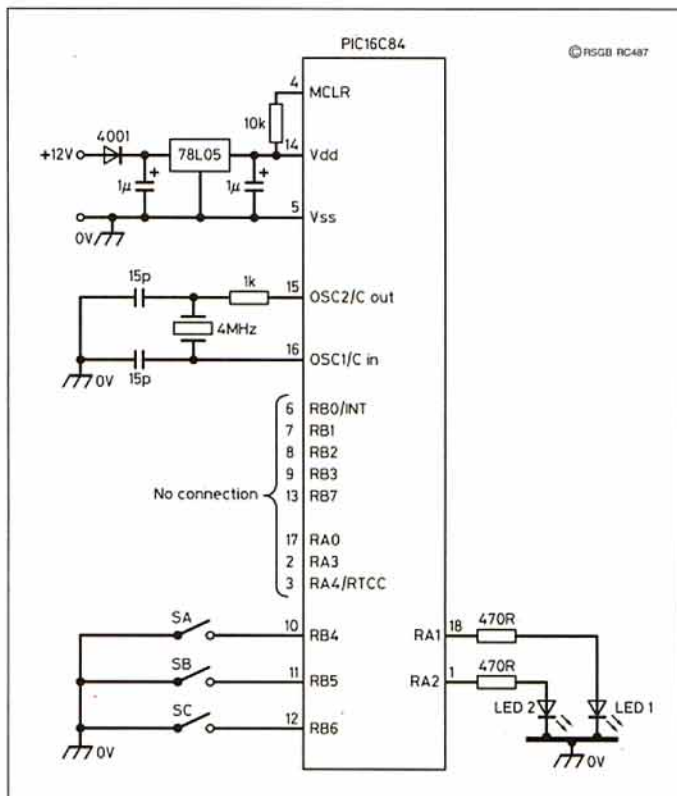 PIC16C84
© RSGB RC487
4 MCLR
10k
4001
+12V
78L05
14 Vdd
1µ +
+ 1µ
5 Vss
0V
15p
1k
15 OSC2/C out
4MHz
16 OSC1/C in
15p
0V
6 RB0/INT
7 RB1
8 RB2
9 RB3
No connection
13 RB7
17 RA0
2 RA3
3 RA4/RTCC
SA
10 RB4
RA1 18
470R
SB
11 RB5
RA2 1
470R
LED 2
LED 1
SC
12 RB6
0V
0V